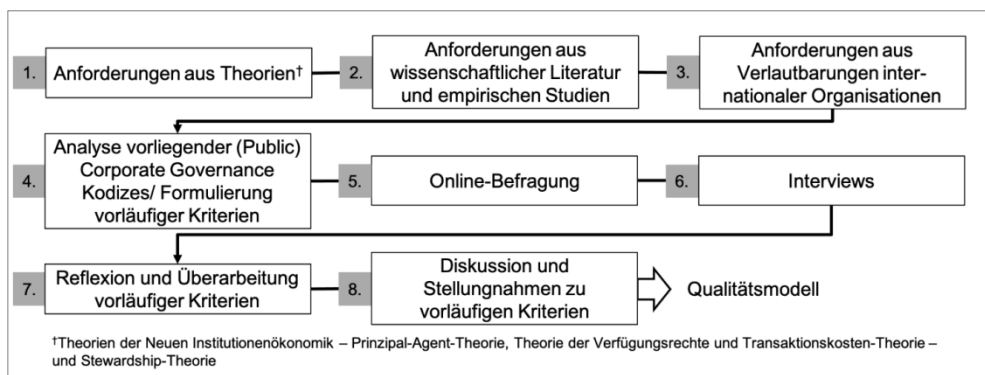 1.
Anforderungen aus Theorien†
2.
Anforderungen aus
wissenschaftlicher Literatur
und empirischen Studien
3.
Anforderungen aus
Verlautbarungen inter-
nationaler Organisationen
4.
Analyse vorliegender (Public)
Corporate Governance
Kodizes/ Formulierung
vorläufiger Kriterien
5.
Online-Befragung
6.
Interviews
7.
Reflexion und Überarbeitung
vorläufiger Kriterien
8.
Diskussion und
Stellungnahmen zu
vorläufigen Kriterien
Qualitätsmodell
†Theorien der Neuen Institutionenökonomik – Prinzipal-Agent-Theorie, Theorie der Verfügungsrechte und Transaktionskosten-Theorie –
und Stewardship-Theorie